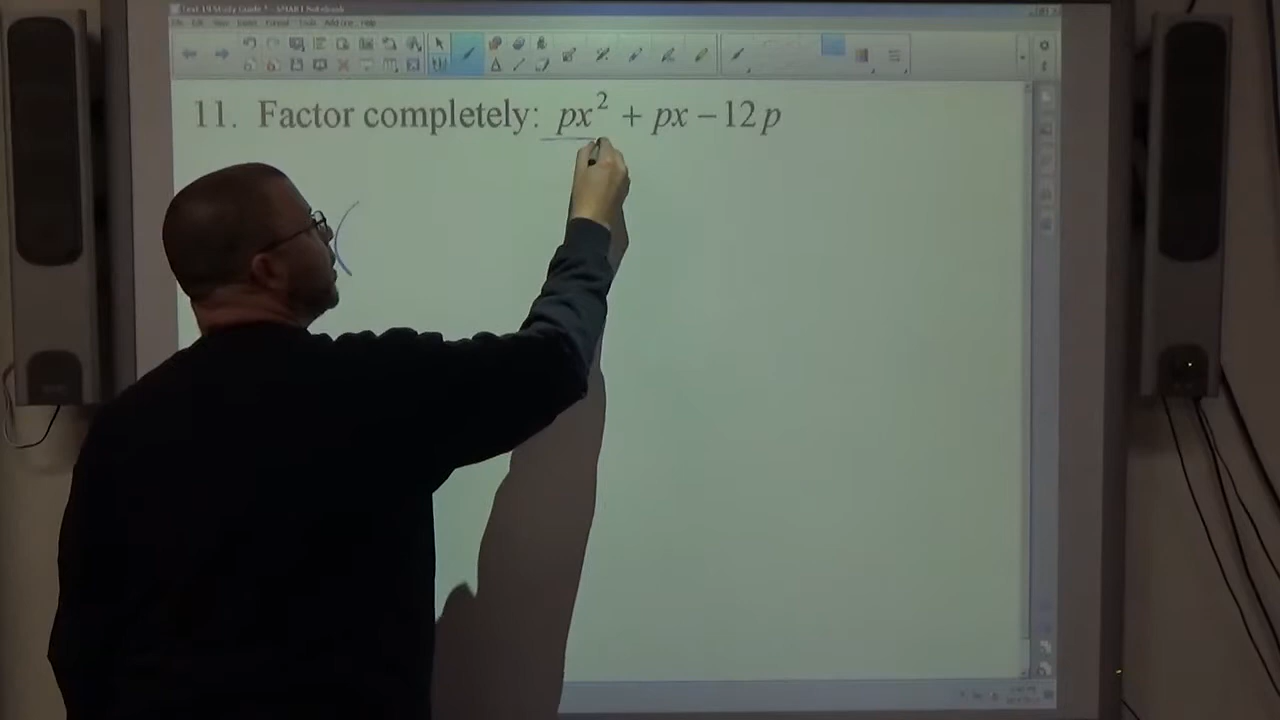 11. Factor completely: px² + px − 12p
(